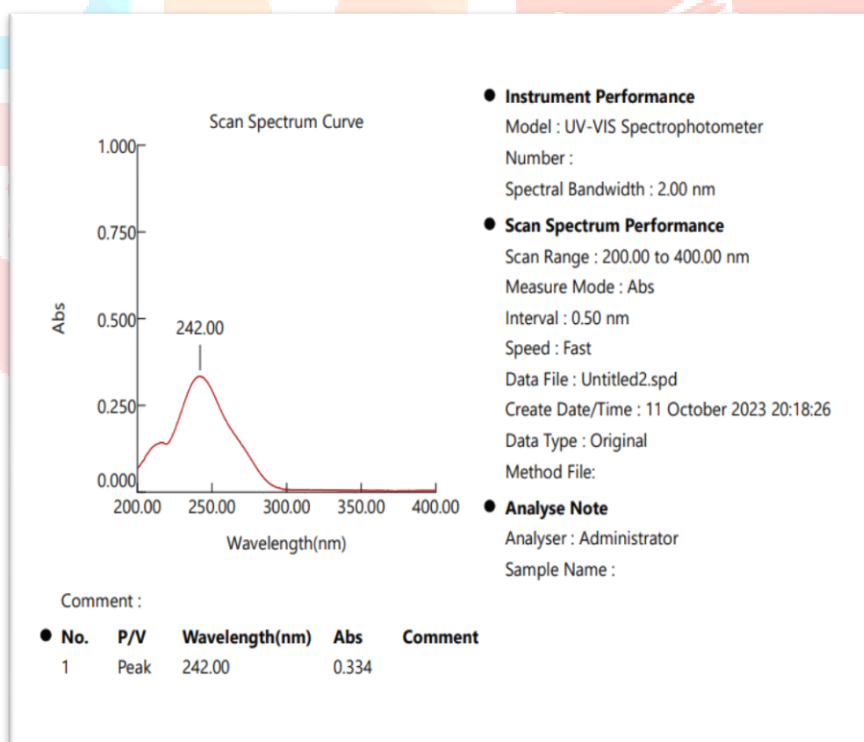 Scan Spectrum Curve
1.000
0.750
0.500
0.250
0.000
Abs
242.00
200.00 250.00 300.00 350.00 400.00
Wavelength(nm)
● Instrument Performance
Model : UV-VIS Spectrophotometer
Number :
Spectral Bandwidth : 2.00 nm
● Scan Spectrum Performance
Scan Range : 200.00 to 400.00 nm
Measure Mode : Abs
Interval : 0.50 nm
Speed : Fast
Data File : Untitled2.spd
Create Date/Time : 11 October 2023 20:18:26
Data Type : Original
Method File:
● Analyse Note
Analyser : Administrator
Sample Name :
Comment :
● No. P/V Wavelength(nm) Abs Comment
1 Peak 242.00 0.334